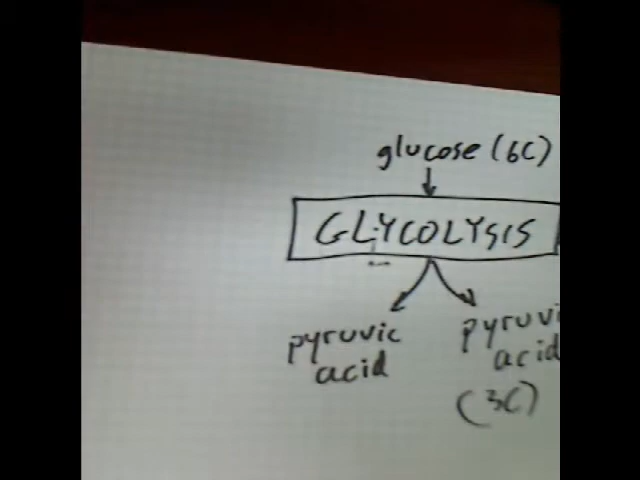 glucose (6C)
GLYCOLYSIS
pyruvic
acid
acid
(3C)